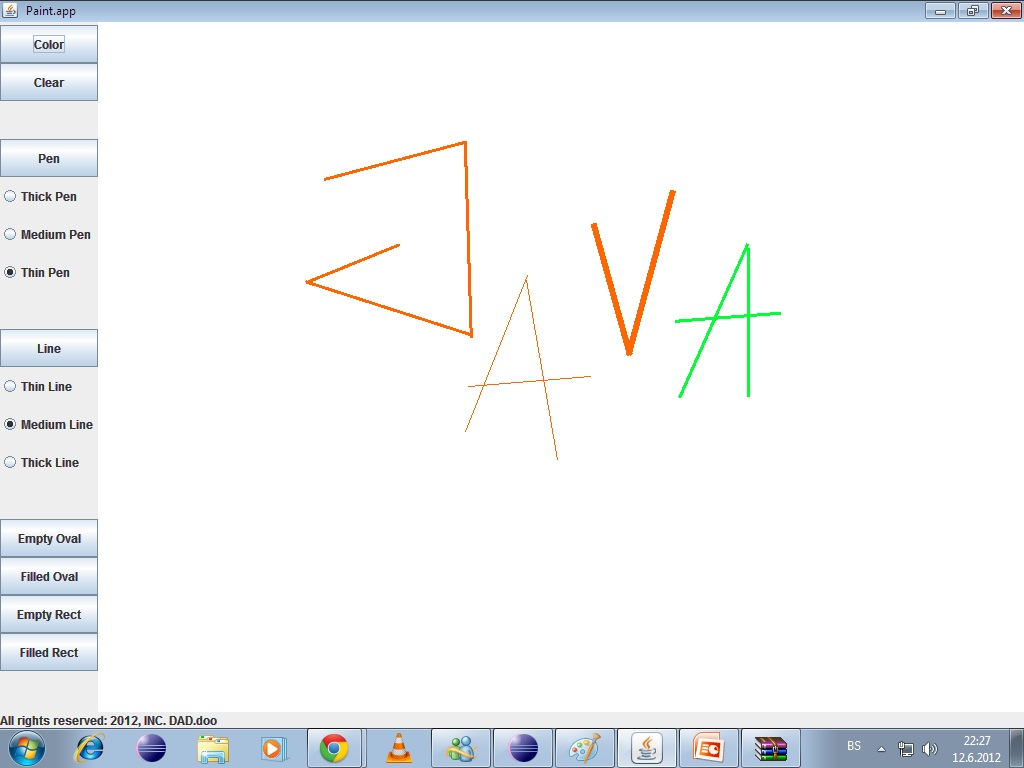 Paint.app
Color
Clear
Pen
Thick Pen
Medium Pen
Thin Pen
Line
Thin Line
Medium Line
Thick Line
Empty Oval
Filled Oval
Empty Rect
Filled Rect
JAVA
All rights reserved: 2012, INC. DAD.doo
BS
22:27
12.6.2012